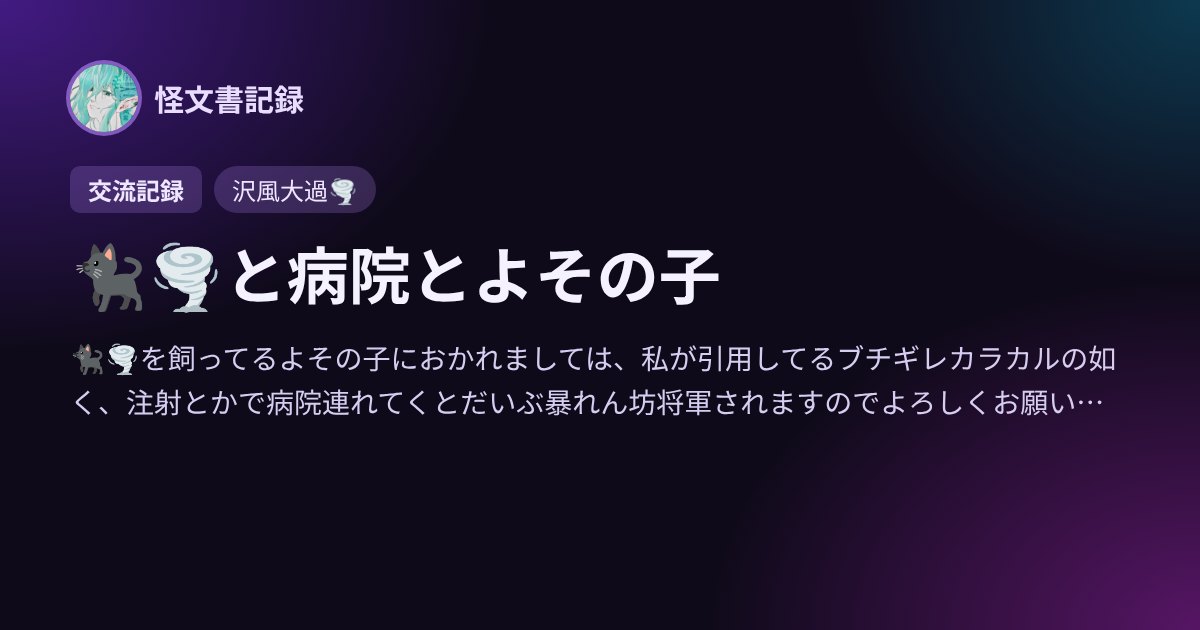 怪文書記録
交流記録
沢風大過🌪️
🐈‍⬛🌪️と病院とよその子
🐈‍⬛🌪️を飼ってるよその子におかれましては、私が引用してるブチギレカラカルの如
く、注射とかで病院連れてくとだいぶ暴れん坊将軍されますのでよろしくお願い…